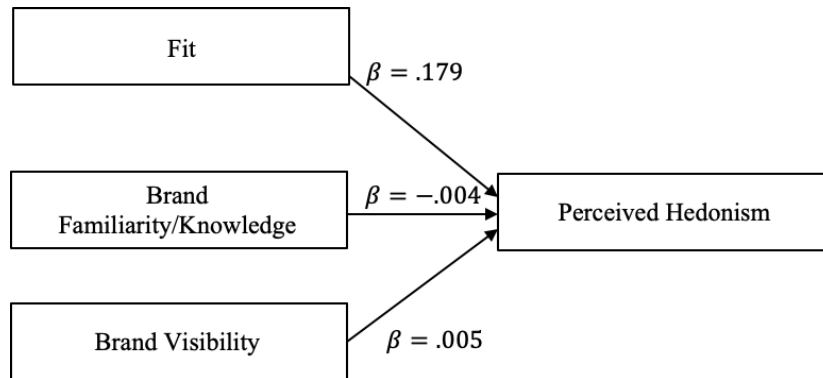 Fit
β = .179
Brand
Familiarity/Knowledge
β = −.004
Perceived Hedonism
Brand Visibility
β = .005